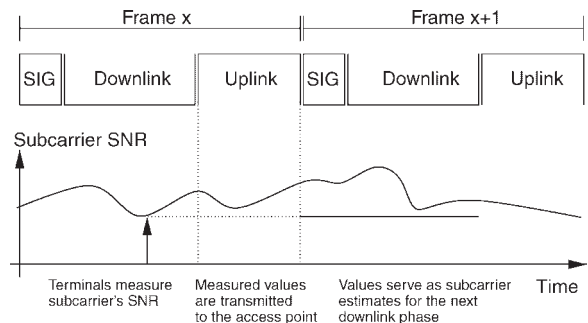 Frame x
Frame x+1
SIG
Downlink
Uplink
SIG
Downlink
Uplink
Subcarrier SNR
Time
Terminals measure
subcarrier's SNR
Measured values
are transmitted
to the access point
Values serve as subcarrier
estimates for the next
downlink phase